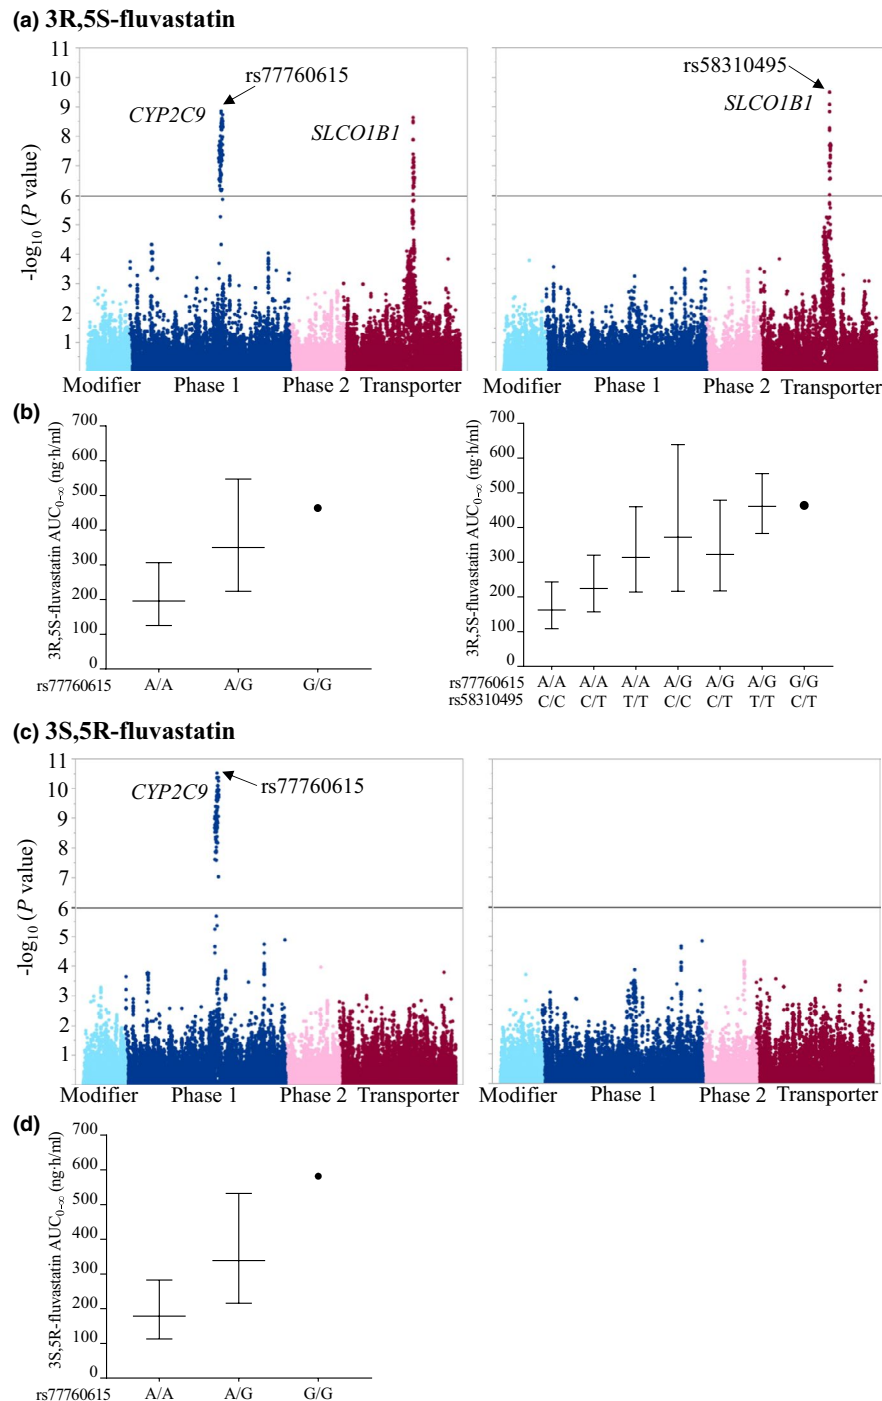 (a) 3R,5S-fluvastatin
11
10
9
8
7
6
5
4
3
2
1
-log10 (P value)
CYP2C9
rs77760615
SLCO1B1
rs58310495
SLCO1B1
Modifier Phase 1 Phase 2 Transporter
Modifier Phase 1 Phase 2 Transporter
(b)
3R,5S-fluvastatin AUC0-∞ (ng·h/ml)
700
600
500
400
300
200
100
0
rs77760615 A/A A/G G/G
3R,5S-fluvastatin AUC0-∞ (ng·h/ml)
700
600
500
400
300
200
100
0
rs77760615 A/A A/A A/A A/G A/G A/G G/G
rs58310495 C/C C/T T/T C/C C/T T/T C/T
(c) 3S,5R-fluvastatin
11
10
9
8
7
6
5
4
3
2
1
-log10 (P value)
CYP2C9
rs77760615
Modifier Phase 1 Phase 2 Transporter
Modifier Phase 1 Phase 2 Transporter
(d)
3S,5R-fluvastatin AUC0-∞ (ng·h/ml)
700
600
500
400
300
200
100
0
rs77760615 A/A A/G G/G